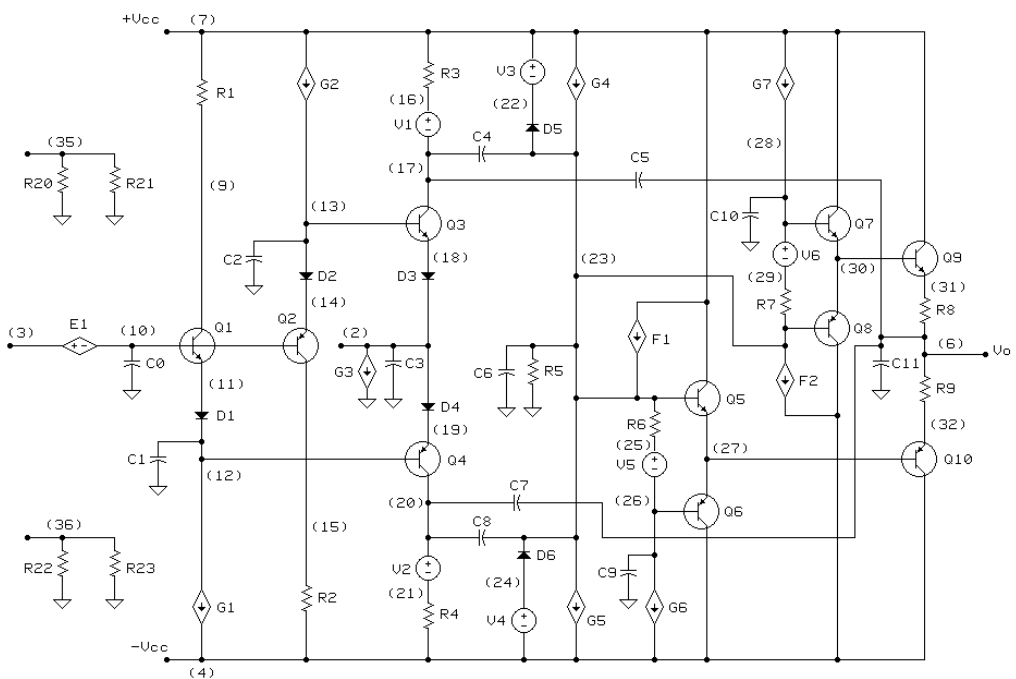 +Vcc (7)
R1
G2
R3
(16)
V1
V3
(22)
D5
G4
G7
(28)
C4
(17)
C5
(35)
R20
R21
(9)
(13)
Q3
C10
Q7
C2
D2
(18)
D3
(23)
V6
(29)
(30)
Q9
(31)
(14)
R7
R8
(3)
E1
(10)
Q1
Q2
(2)
F1
Q8
(6)
Vo
C0
G3
C3
C6
R5
F2
C11
R9
(11)
D1
D4
(19)
R6
Q5
(32)
C1
(12)
Q4
(25)
V5
(27)
Q10
C7
(20)
(26)
Q6
(36)
(15)
C8
R22
R23
V2
(21)
D6
(24)
C9
G1
R2
R4
V4
G5
G6
-Vcc
(4)